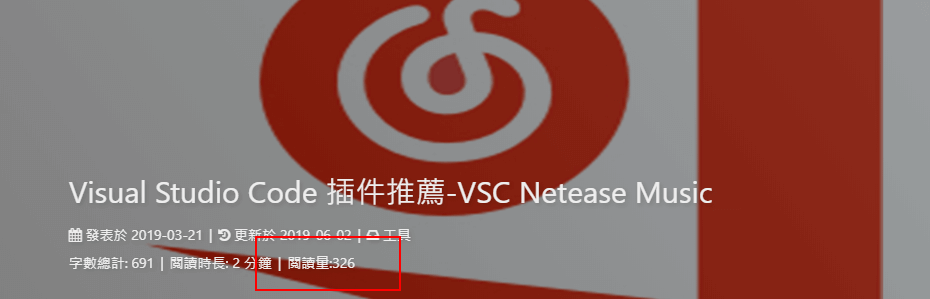 Visual Studio Code 插件推薦-VSC Netease Music
發表於 2019-03-21 | 更新於 2019-06-02 | 工具
字數總計: 691 | 閱讀時長: 2 分鐘 | 閱讀量:326